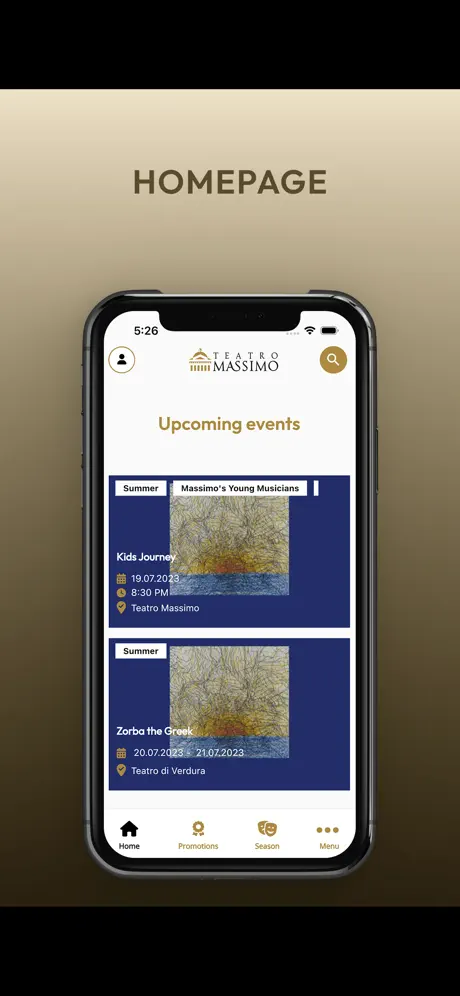 HOMEPAGE
5:26
TEATRO
MASSIMO
Upcoming events
Summer Massimo's Young Musicians
Kids Journey
19.07.2023
8:30 PM
Teatro Massimo
Summer
Zorba the Greek
20.07.2023 - 21.07.2023
Teatro di Verdura
Home Promotions Season Menu